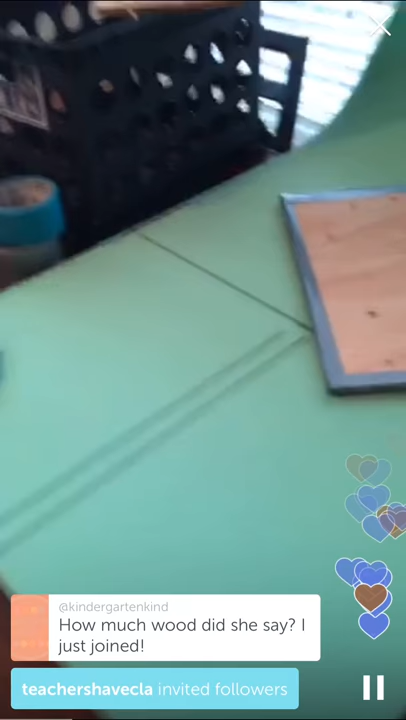 @kindergartenkind
How much wood did she say? I
just joined!
teachershavecla invited followers